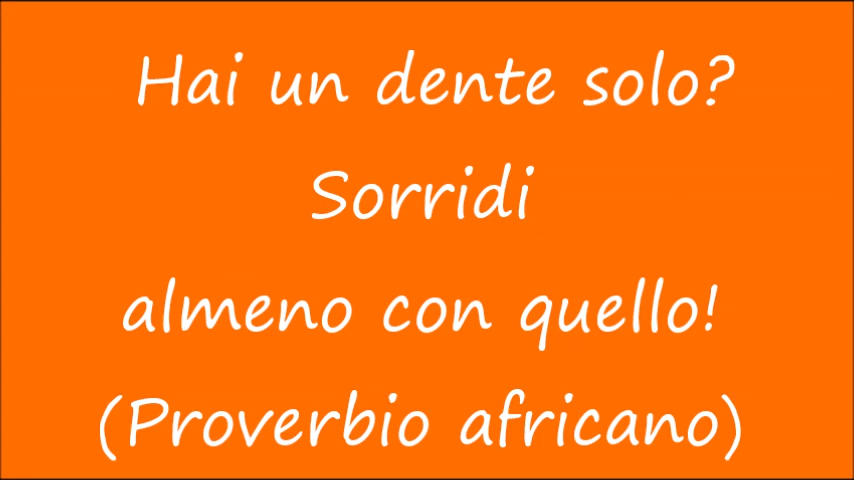 Hai un dente solo?
Sorridi
almeno con quello!
(Proverbio africano)